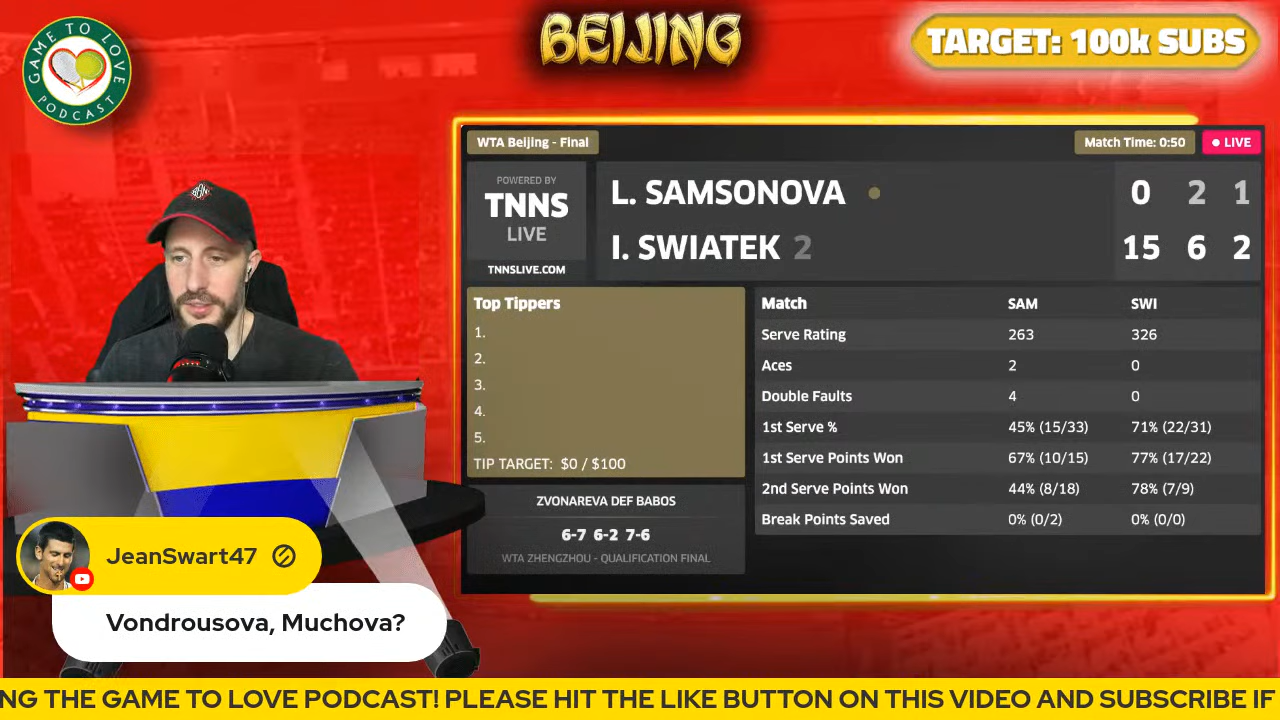 GAME TO LOVE
PODCAST
BEIJING
TARGET: 100k SUBS
WTA Beijing - Final
Match Time: 0:50
LIVE
POWERED BY
TNNS
LIVE
TNNSLIVE.COM
L. SAMSONOVA 0 2 1
I. SWIATEK 2 15 6 2
Top Tippers
1.
2.
3.
4.
5.
TIP TARGET: $0 / $100
ZVONAREVA DEF BABOS
6-7 6-2 7-6
WTA ZHENGZHOU - QUALIFICATION FINAL
Match SAM SWI
Serve Rating 263 326
Aces 2 0
Double Faults 4 0
1st Serve % 45% (15/33) 71% (22/31)
1st Serve Points Won 67% (10/15) 77% (17/22)
2nd Serve Points Won 44% (8/18) 78% (7/9)
Break Points Saved 0% (0/2) 0% (0/0)
JeanSwart47
Vondrousova, Muchova?
NG THE GAME TO LOVE PODCAST! PLEASE HIT THE LIKE BUTTON ON THIS VIDEO AND SUBSCRIBE IF